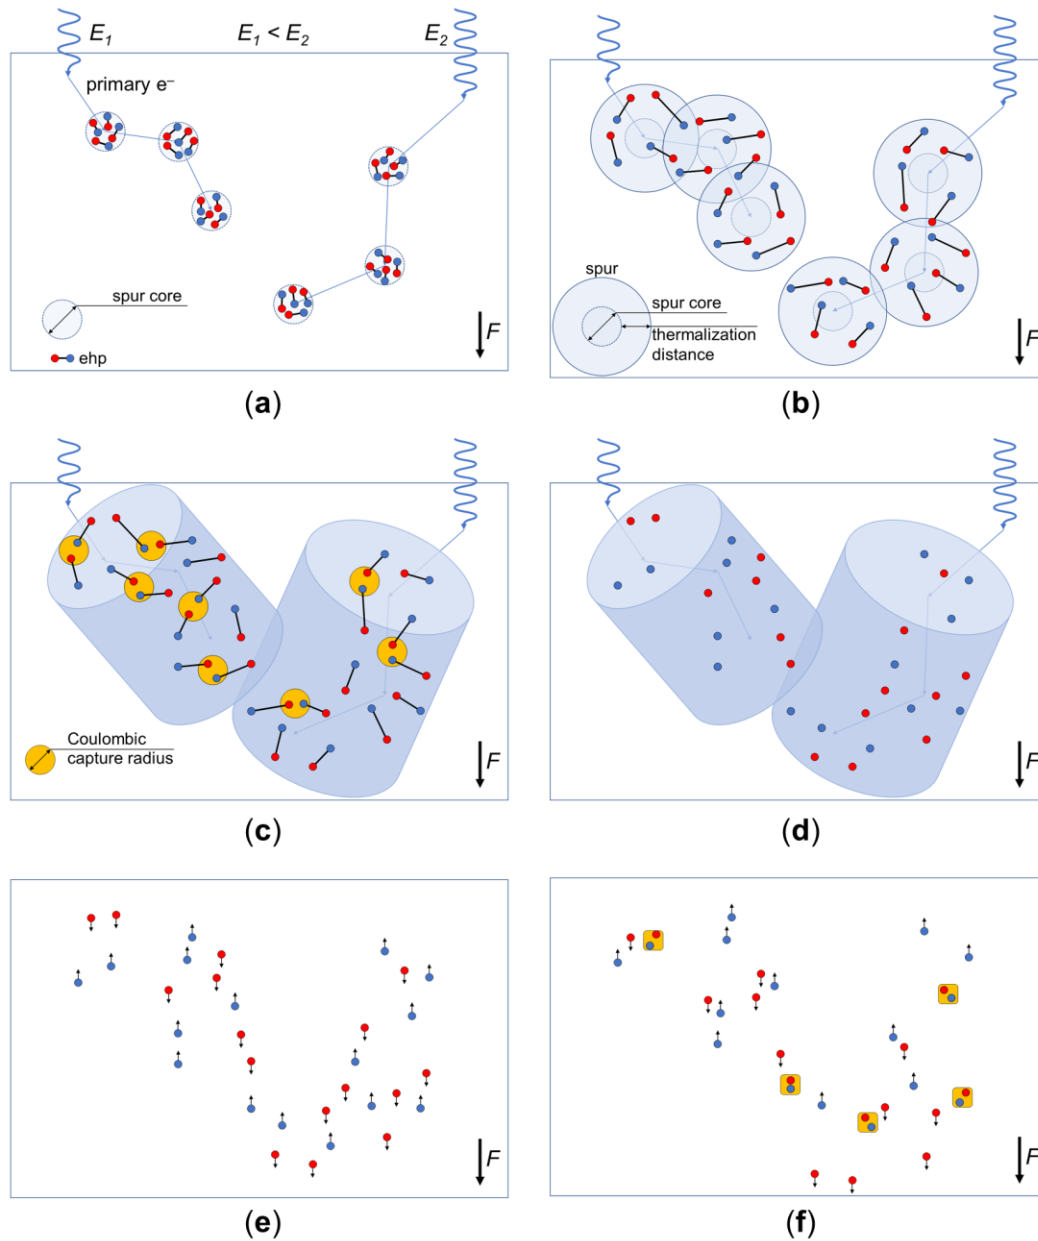 E1
E1 < E2
E2
primary e–
spur core
ehp
F
(a)
spur
spur core
thermalization
distance
F
(b)
Coulombic
capture radius
F
(c)
F
(d)
F
(e)
F
(f)